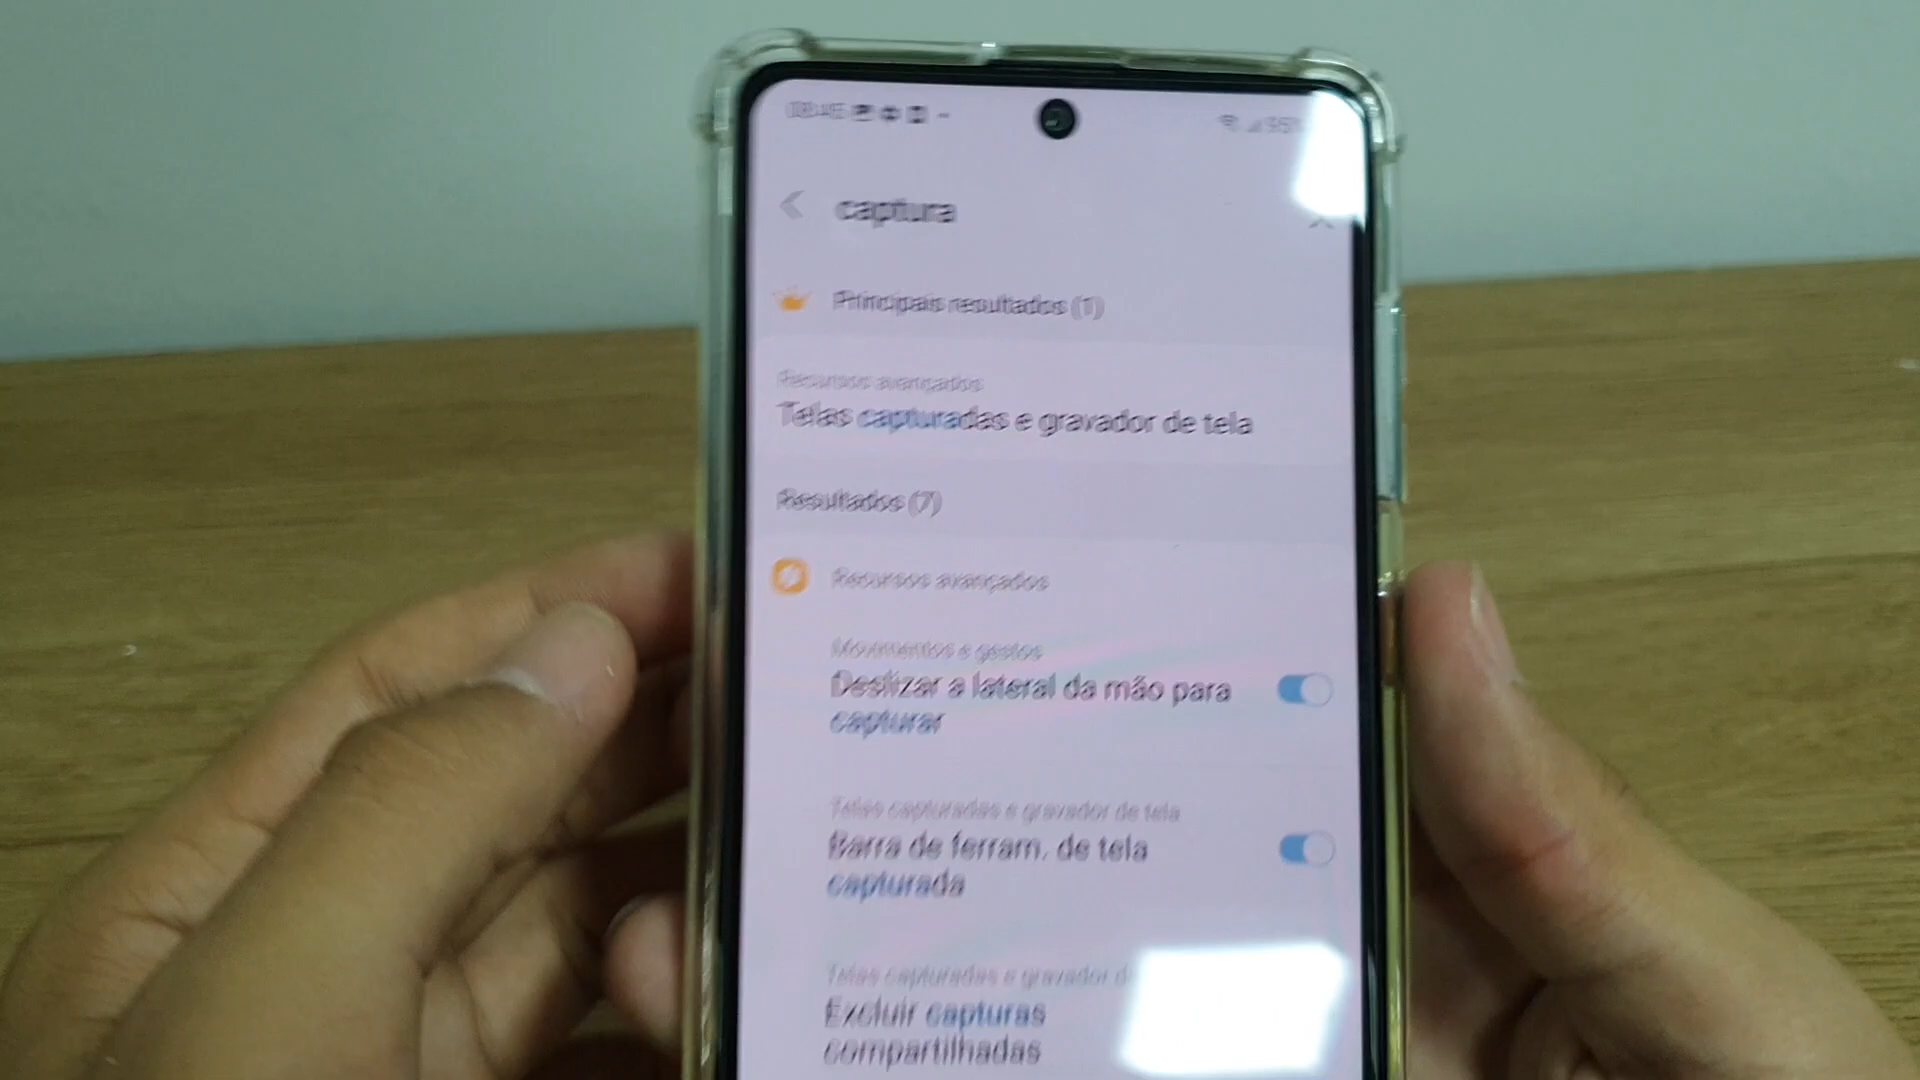 captura
Principais resultados (1)
Recursos avançados
Telas capturadas e gravador de tela
Resultados (7)
Recursos avançados
Movimentos e gestos
Deslizar a lateral da mão para
capturar
Telas capturadas e gravador de tela
Barra de ferram. de tela
capturada
Telas capturadas e gravador d
Excluir capturas
compartilhadas